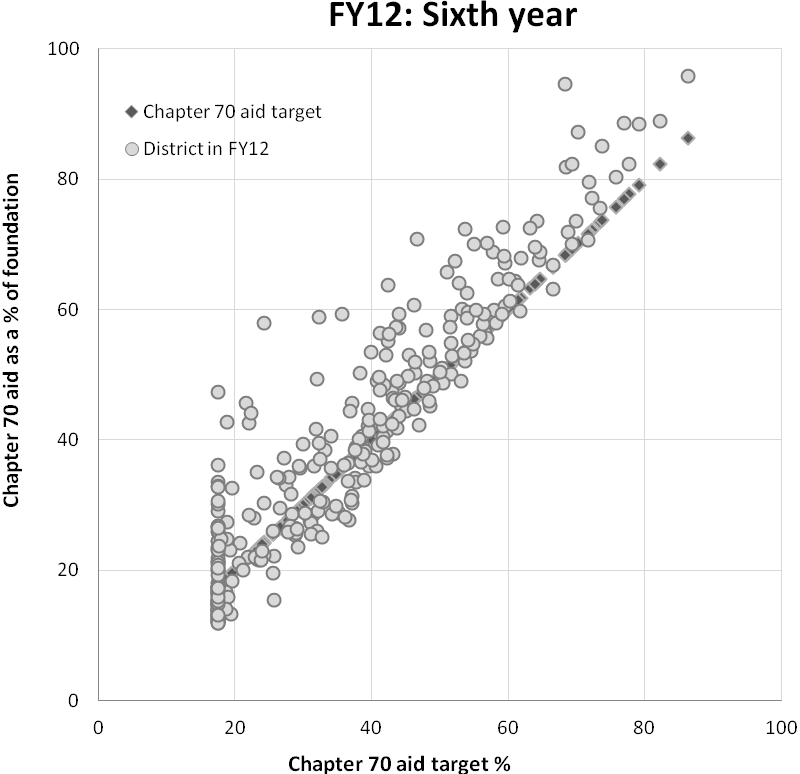 FY12: Sixth year
Chapter 70 aid as a % of foundation
100
80
60
40
20
0
Chapter 70 aid target
District in FY12
0 20 40 60 80 100
Chapter 70 aid target %